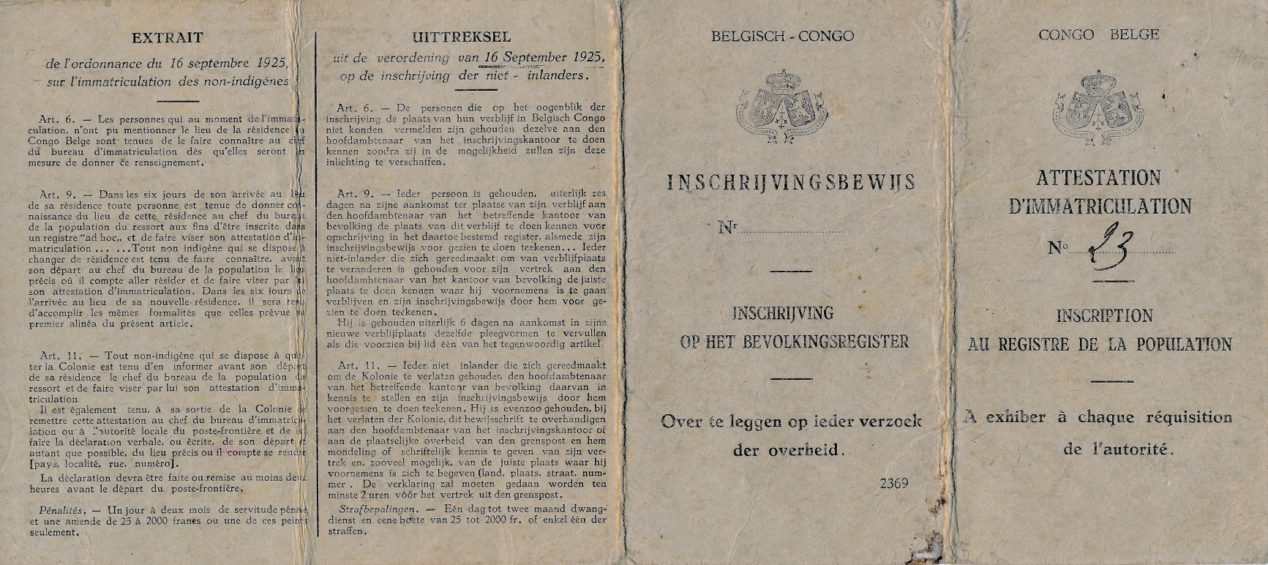 EXTRAIT
de l'ordonnance du 16 septembre 1925,
sur l'immatriculation des non-indigènes
Art. 6. — Les personnes qui au moment de l'imma
culation, n'ont pu mentionner le lieu de la résidence au
Congo Belge sont tenues de le faire connaître au chef
du bureau d'immatriculation dès qu'elles seront en
mesure de donner ce renseignement.
Art. 9. — Dans les six jours de son arrivée au lieu
de sa résidence toute personne est tenue de donner con-
naissance du lieu de cette résidence au chef du bureau
de la population du ressort aux fins d'être inscrite dans
un registre "ad hoc,, et de faire viser son attestation d'im-
matriculation... ...Tout non indigène qui se dispose à
changer de résidence est tenu de faire connaître, avant
son départ au chef du bureau de la population le lieu
précis où il compte aller résider et de faire viser par lui
son attestation d'immatriculation. Dans les six jours de
l'arrivée au lieu de sa nouvelle résidence, il sera tenu
d'accomplir les mêmes formalités que celles prévue au
premier alinéa du présent article.
Art. 11. — Tout non-indigène qui se dispose à quit-
ter la Colonie est tenu d'en informer avant son départ
de sa résidence le chef du bureau de la population du
ressort et de faire viser par lui son attestation d'imma-
triculation
Il est également tenu, à sa sortie de la Colonie de
remettre cette attestation au chef du bureau d'immatricu-
lation ou à l'autorité locale du poste-frontière et de lui
faire la déclaration verbale, ou écrite, de son départ et
autant que possible, du lieu précis ou il compte se rendre
[pays, localité, rue, numéro].
La déclaration devra être faite ou remise au moins deux
heures avant le départ du poste-frontière.
Pénalités. — Un jour à deux mois de servitude pénale
et une amende de 25 à 2000 francs ou une de ces peines
seulement.
UITTREKSEL
uit de verordening van 16 September 1925,
op de inschrijving der niet - inlanders.
Art. 6. — De personen die op het oogenblik der
inschrijving de plaats van hun verblijf in Belgisch Congo
niet konden vermelden zijn gehouden dezelve aan den
hoofdambtenaar van het inschrijvingskantoor te doen
kennen zoodra zij in de mogelijkheid zullen zijn deze
inlichting te verschaffen.
Art. 9. — Ieder persoon is gehouden, uiterlijk zes
dagen na zijne aankomst ter plaatse van zijn verblijf aan
den hoofdambtenaar van het betreffende kantoor van
bevolking de plaats van dit verblijf te doen kennen voor
opschrijving in het daartoe bestemd register, alsmede zijn
inschrijvingsbewijs voor gezien te doen teekenen... Ieder
niet-inlander die zich gereedmaakt om van verblijfplaats
te veranderen is gehouden voor zijn vertrek aan den
hoofdambtenaar van het kantoor van bevolking de juiste
plaats te doen kennen waar hij voornemens is te gaan
verblijven en zijn inschrijvingsbewijs door hem voor ge-
zien te doen teekenen.
Hij is gehouden uiterlijk 6 dagen na aankomst in zijne
nieuwe verblijfplaats dezelfde pleegvormen te vervullen
als die voorzien bij lid één van het tegenwoordig artikel.
Art. 11. — Ieder niet inlander die zich gereedmaakt
om de Kolonie te verlaten gehouden, den hoofdambtenaar
van het betreffende kantoor van bevolking daarvan in
kennis te stellen en zijn inschrijvingsbewijs door hem
voorgezien te doen teekenen. Hij is evenzoo gehouden, bij
het verlaten der Kolonie, dit bewijsschrift te overhandigen
aan den hoofdambtenaar van het inschrijvingskantoor of
aan de plaatselijke overheid van den grenspost en hem
mondeling of schriftelijk kennis te geven van zijn ver-
trek en, zooveel mogelijk, van de juiste plaats waar hij
voornemens is zich te begeven (land, plaats, straat, num-
mer. De verklaring zal moeten gedaan worden ten
minste 2 uren vóór het vertrek uit den grenspost.
Strafbepalingen. — Eén dag tot twee maand dwang-
dienst en eene boete van 25 tot 2000 fr. of enkel één der
straffen.
BELGISCH - CONGO
INSCHRIJVINGSBEWIJS
Nr
INSCHRIJVING
OP HET BEVOLKINGSREGISTER
Over te leggen op ieder verzoek
der overheid.
2369
CONGO BELGE
ATTESTATION
D'IMMATRICULATION
No 23
INSCRIPTION
AU REGISTRE DE LA POPULATION
A exhiber à chaque réquisition
de l'autorité.